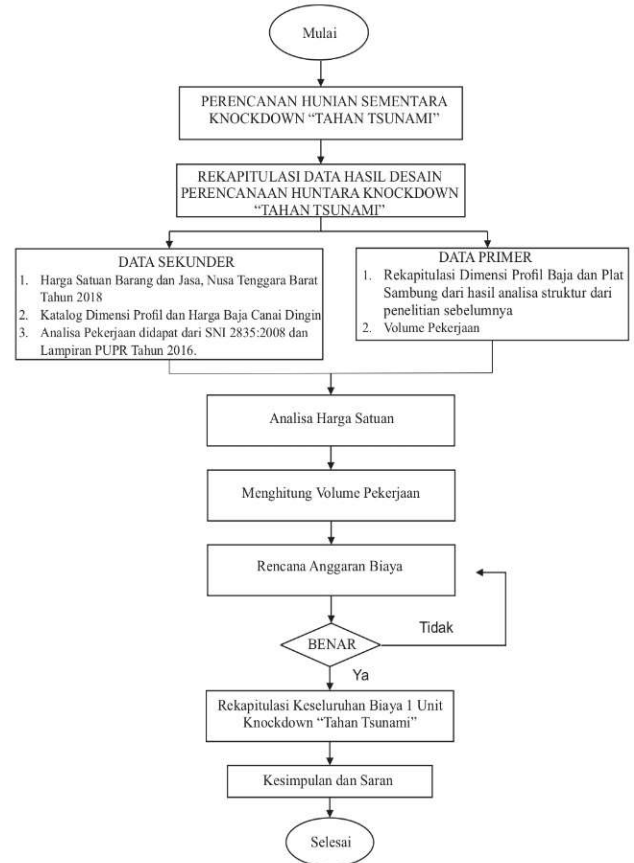 Mulai
PERENCANAN HUNIAN SEMENTARA
KNOCKDOWN “TAHAN TSUNAMI”
REKAPITULASI DATA HASIL DESAIN
PERENCANAAN HUNTARA KNOCKDOWN
“TAHAN TSUNAMI”
DATA SEKUNDER
1. Harga Satuan Barang dan Jasa, Nusa Tenggara Barat
Tahun 2018
2. Katalog Dimensi Profil dan Harga Baja Canai Dingin
3. Analisa Pekerjaan didapat dari SNI 2835:2008 dan
Lampiran PUPR Tahun 2016.
DATA PRIMER
1. Rekapitulasi Dimensi Profil Baja dan Plat
Sambung dari hasil analisa struktur dari
penelitian sebelumnya
2. Volume Pekerjaan
Analisa Harga Satuan
Menghitung Volume Pekerjaan
Rencana Anggaran Biaya
BENAR
Tidak
Ya
Rekapitulasi Keseluruhan Biaya 1 Unit
Knockdown “Tahan Tsunami”
Kesimpulan dan Saran
Selesai